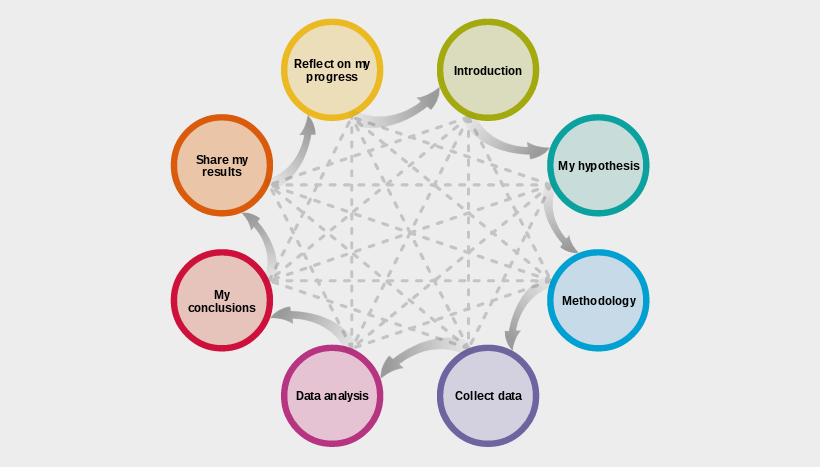 Reflect on my
progress
Introduction
Share my
results
My hypothesis
My
conclusions
Methodology
Data analysis
Collect data